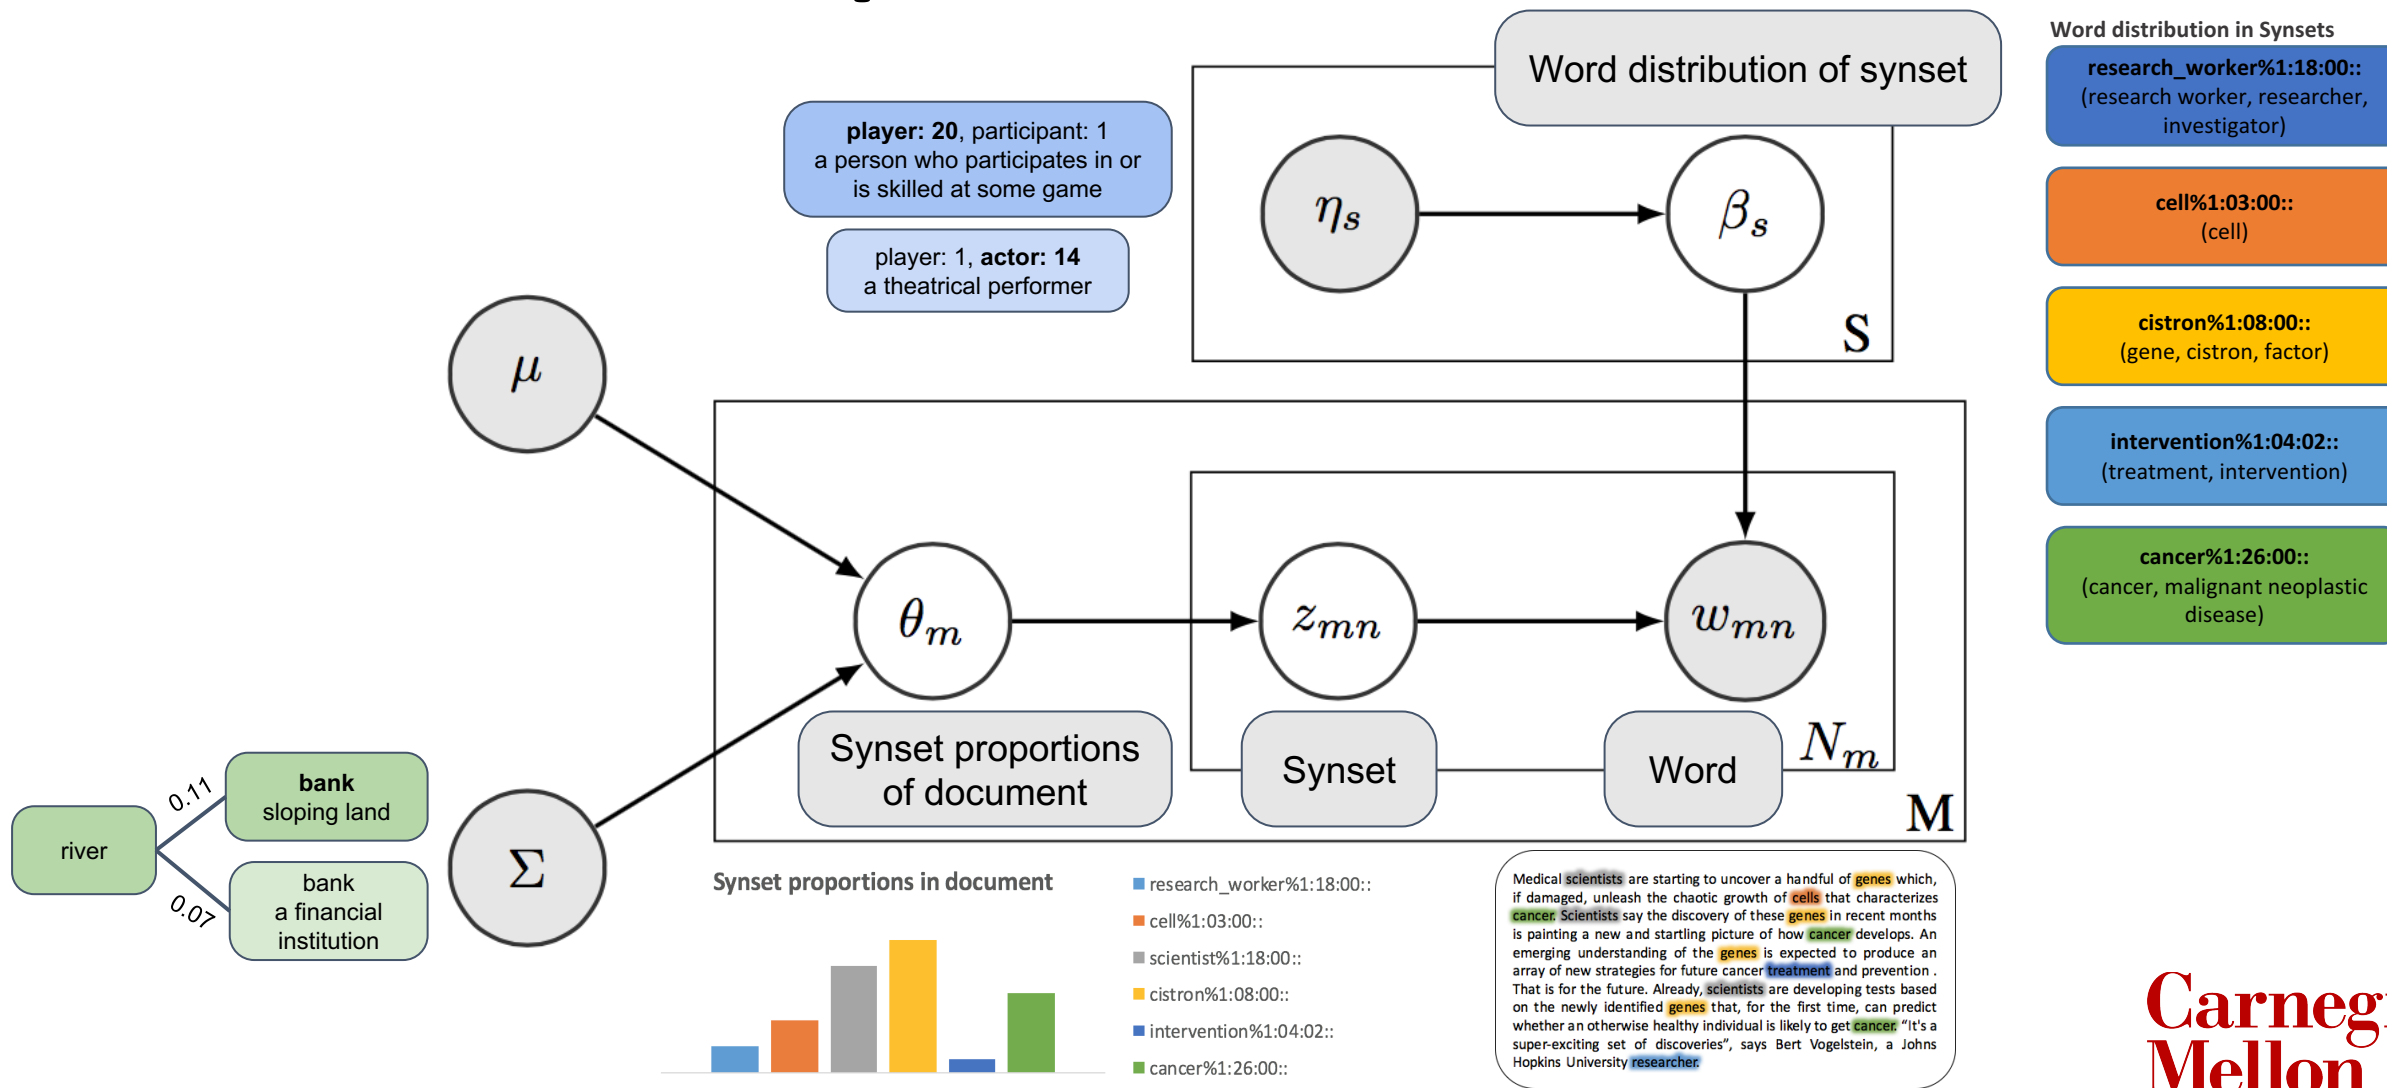 Word distribution of synset
Word distribution in Synsets
research_worker%1:18:00::
(research worker, researcher,
investigator)
cell%1:03:00::
(cell)
cistron%1:08:00::
(gene, cistron, factor)
intervention%1:04:02::
(treatment, intervention)
cancer%1:26:00::
(cancer, malignant neoplastic
disease)
player: 20, participant: 1
a person who participates in or
is skilled at some game
player: 1, actor: 14
a theatrical performer
η_s
β_s
S
μ
θ_m
z_mn
w_mn
Synset proportions
of document
Synset
Word
N_m
M
Σ
river
0.11
bank
sloping land
0.07
bank
a financial
institution
Synset proportions in document
research_worker%1:18:00::
cell%1:03:00::
scientist%1:18:00::
cistron%1:08:00::
intervention%1:04:02::
cancer%1:26:00::
Medical scientists are starting to uncover a handful of genes which,
if damaged, unleash the chaotic growth of cells that characterizes
cancer. Scientists say the discovery of these genes in recent months
is painting a new and startling picture of how cancer develops. An
emerging understanding of the genes is expected to produce an
array of new strategies for future cancer treatment and prevention .
That is for the future. Already, scientists are developing tests based
on the newly identified genes that, for the first time, can predict
whether an otherwise healthy individual is likely to get cancer. "It's a
super-exciting set of discoveries", says Bert Vogelstein, a Johns
Hopkins University researcher.
Carneg
Mellon